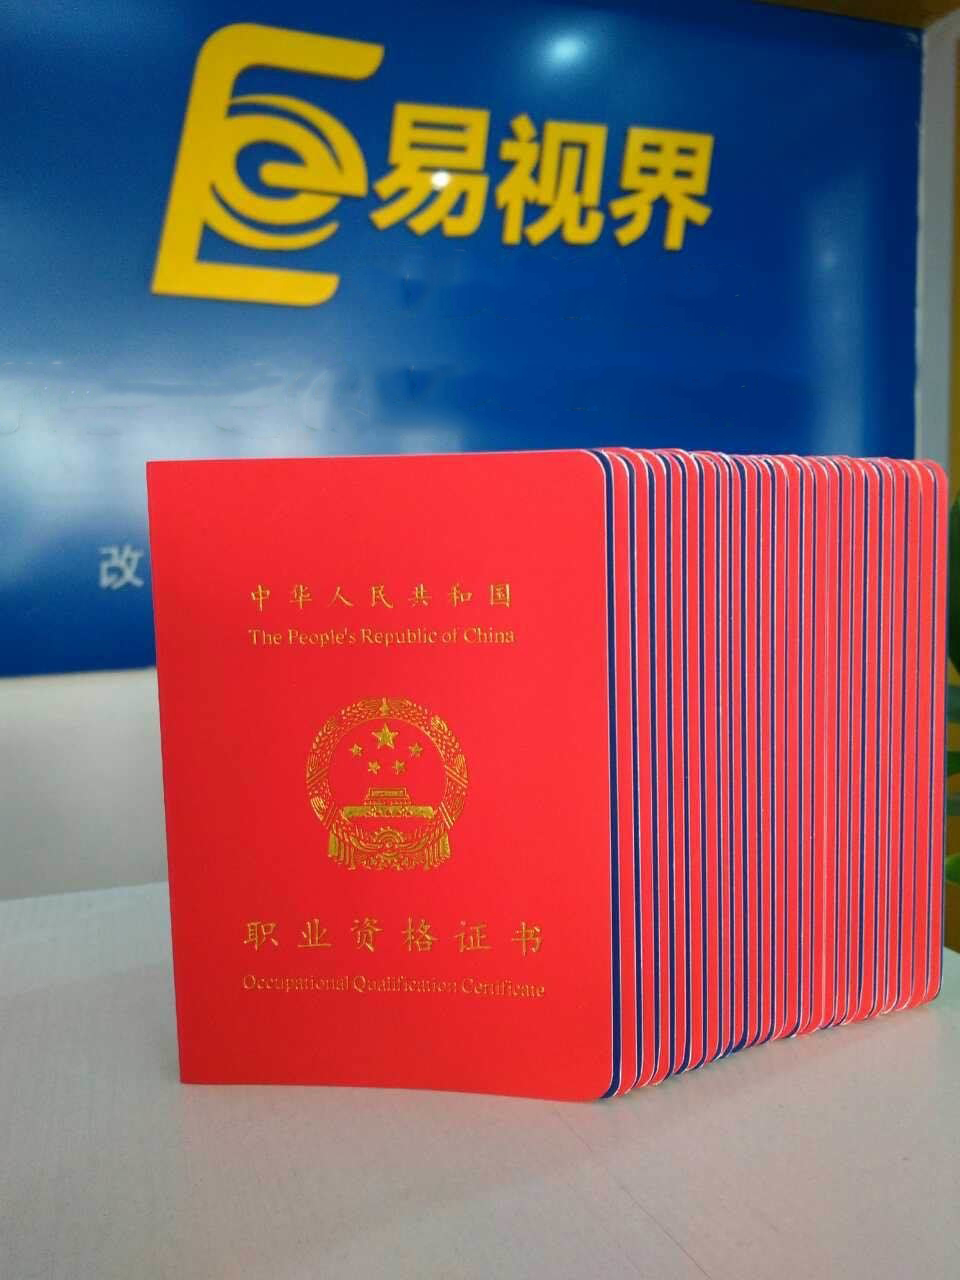 易视界
改
中华人民共和国
The People's Republic of China
职业资格证书
Occupational Qualification Certificate